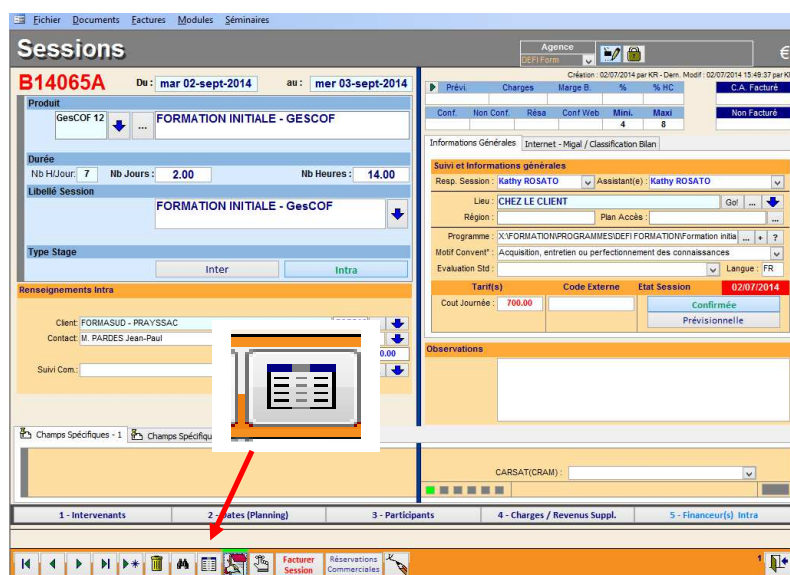 Eichier Documents Factures Modules Séminaires
Sessions
Agence
DEFI Form
€
B14065A Du : mar 02-sept-2014 au : mer 03-sept-2014
Produit
GesCOF 12 ... FORMATION INITIALE - GESCOF
Durée
Nb H/Jour: 7 Nb Jours : 2.00 Nb Heures : 14.00
Libellé Session
FORMATION INITIALE - GesCOF
Type Stage
Inter Intra
Renseignements Intra
Client: FORMASUD - PRAYSSAC
Contact: M. PARDES Jean-Paul
0.00
Suivi Com.:
Champs Spécifiques - 1 Champs Spécifiqu
Création : 02/07/2014 par KR - Dern. Modif : 02/07/2014 15:49:37 par K
Prévi. Charges Marge B. % % HC C.A. Facturé
Conf. Non Conf. Résa Conf Web Mini. Maxi Non Facturé
4 8
Informations Générales Internet - Migal / Classification Bilan
Suivi et Informations génèrales
Resp. Session : Kathy ROSATO Assistant(e) : Kathy ROSATO
Lieu : CHEZ LE CLIENT Go! ...
Région : Plan Accès : ...
Programme : X:\FORMATION\PROGRAMMES\DEFI FORMATION\Formation initia ... + ?
Motif Convent° : Acquisition, entretien ou perfectionnement des connaissances
Evaluation Std : Langue : FR
Tarif(s) Code Externe Etat Session 02/07/2014
Cout Journée : 700.00 Confirmée
Prévisionnelle
Observations
CARSAT(CRAM) :
1 - Intervenants 2 - Dates (Planning) 3 - Participants 4 - Charges / Revenus Suppl. 5 - Financeur(s) Intra
Facturer Session
Réservations Commerciales
1